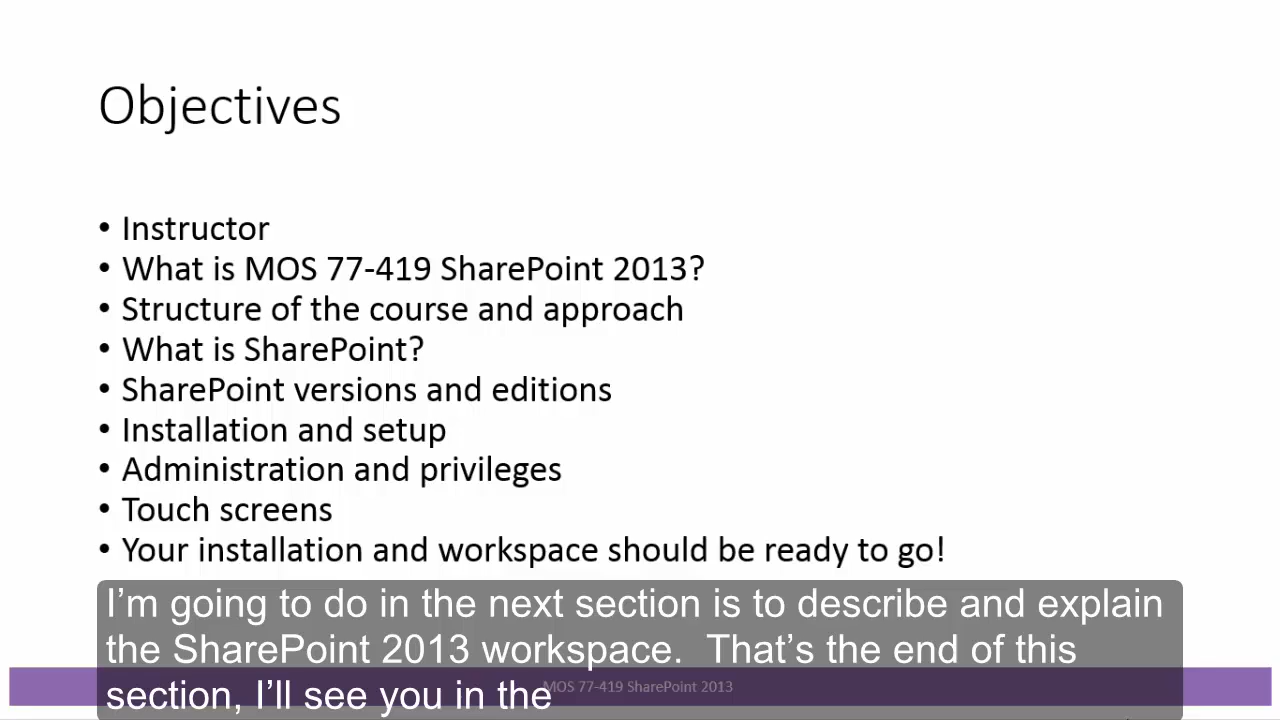 Objectives
• Instructor
• What is MOS 77-419 SharePoint 2013?
• Structure of the course and approach
• What is SharePoint?
• SharePoint versions and editions
• Installation and setup
• Administration and privileges
• Touch screens
• Your installation and workspace should be ready to go!
I’m going to do in the next section is to describe and explain
the SharePoint 2013 workspace.  That’s the end of this
section, I’ll see you in the
MOS 77-419 SharePoint 2013